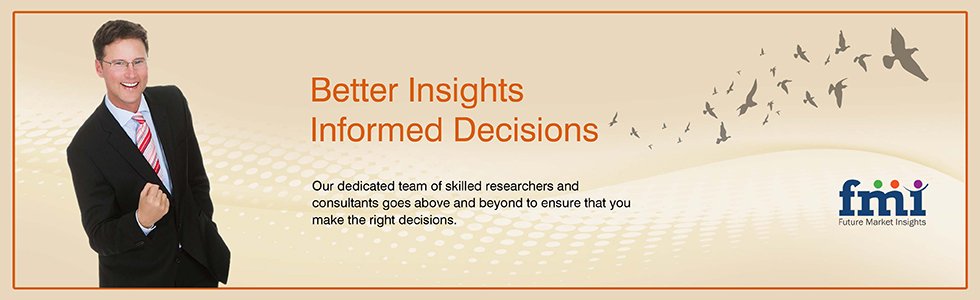 Better Insights
Informed Decisions
Our dedicated team of skilled researchers and
consultants goes above and beyond to ensure that you
make the right decisions.
fmi
Future Market Insights